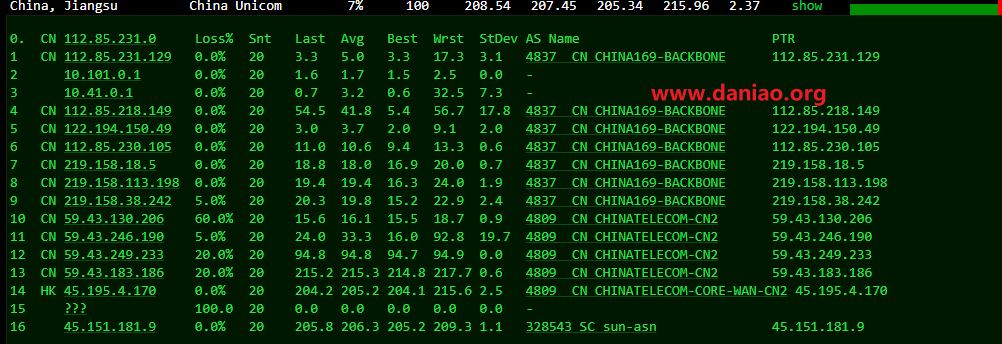 China, Jiangsu China Unicom 7% 100 208.54 207.45 205.34 215.96 2.37 show
0. CN 112.85.231.0 Loss% Snt Last Avg Best Wrst StDev AS Name PTR
1 CN 112.85.231.129 0.0% 20 3.3 5.0 3.3 17.3 3.1 4837 CN CHINA169-BACKBONE 112.85.231.129
2 10.101.0.1 0.0% 20 1.6 1.7 1.5 2.5 0.0 -
3 10.41.0.1 0.0% 20 0.7 3.2 0.6 32.5 7.3 -
www.daniao.org
4 CN 112.85.218.149 0.0% 20 54.5 41.8 5.4 56.7 17.8 4837 CN CHINA169-BACKBONE 112.85.218.149
5 CN 122.194.150.49 0.0% 20 3.0 3.7 2.0 9.1 2.0 4837 CN CHINA169-BACKBONE 122.194.150.49
6 CN 112.85.230.105 0.0% 20 11.0 10.6 9.4 13.3 0.6 4837 CN CHINA169-BACKBONE 112.85.230.105
7 CN 219.158.18.5 0.0% 20 18.8 18.0 16.9 20.0 0.7 4837 CN CHINA169-BACKBONE 219.158.18.5
8 CN 219.158.113.198 0.0% 20 19.4 19.4 16.3 24.0 1.9 4837 CN CHINA169-BACKBONE 219.158.113.198
9 CN 219.158.38.242 5.0% 20 20.3 19.8 15.2 22.9 2.4 4837 CN CHINA169-BACKBONE 219.158.38.242
10 CN 59.43.130.206 60.0% 20 15.6 16.1 15.5 18.7 0.9 4809 CN CHINATELECOM-CN2 59.43.130.206
11 CN 59.43.246.190 5.0% 20 24.0 33.3 16.0 92.8 19.7 4809 CN CHINATELECOM-CN2 59.43.246.190
12 CN 59.43.249.233 20.0% 20 94.8 94.8 94.7 94.9 0.0 4809 CN CHINATELECOM-CN2 59.43.249.233
13 CN 59.43.183.186 20.0% 20 215.2 215.3 214.8 217.7 0.6 4809 CN CHINATELECOM-CN2 59.43.183.186
14 HK 45.195.4.170 0.0% 20 204.2 205.2 204.1 215.6 2.5 4809 CN CHINATELECOM-CORE-WAN-CN2 45.195.4.170
15 ??? 100.0 20 0.0 0.0 0.0 0.0 0.0 -
16 45.151.181.9 0.0% 20 205.8 206.3 205.2 209.3 1.1 328543 SC sun-asn 45.151.181.9